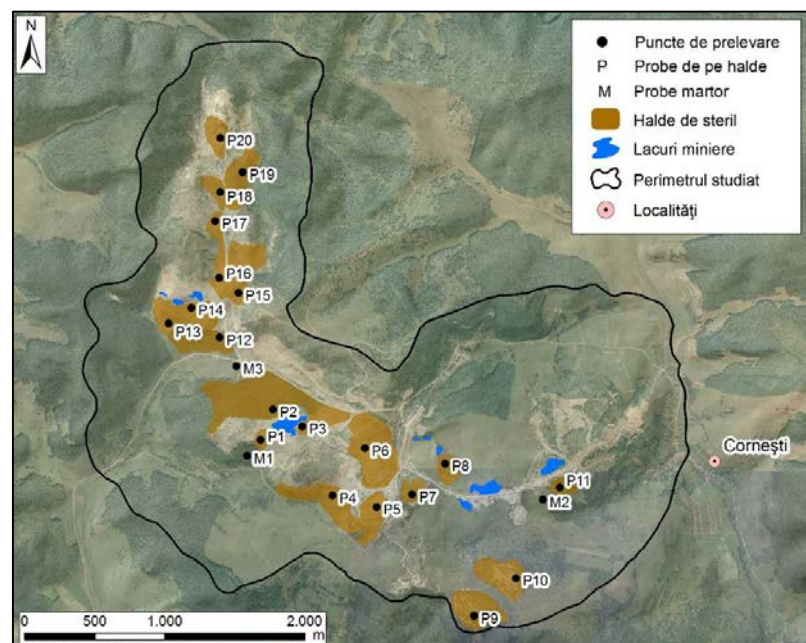 N
Puncte de prelevare
P Probe de pe halde
M Probe martor
Halde de steril
Lacuri miniere
Perimetrul studiat
Localități
P20
P19
P18
P17
P16
P15
P14
P13
P12
M3
P2
P3
P1
M1
P6
P8
P4
P5
P7
P11
M2
P10
P9
Cornești
0 500 1.000 2.000
m